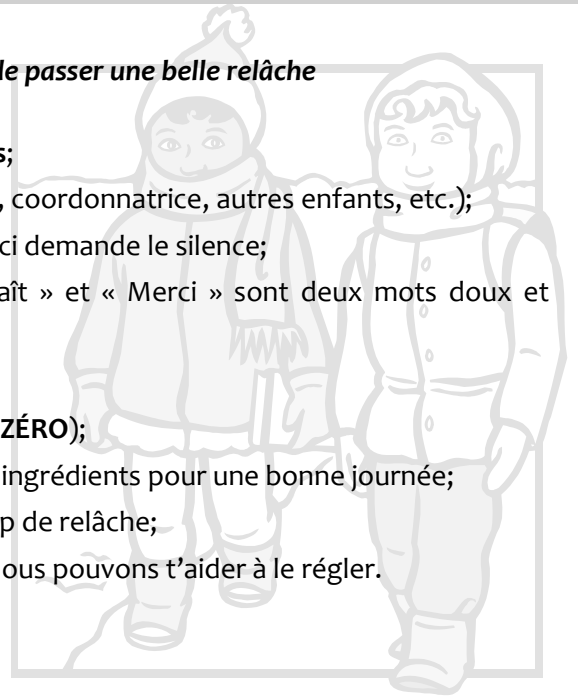 le passer une belle relâche
s;
, coordonnatrice, autres enfants, etc.);
ci demande le silence;
aît » et « Merci » sont deux mots doux et
ZÉRO);
ingrédients pour une bonne journée;
p de relâche;
ous pouvons t’aider à le régler.